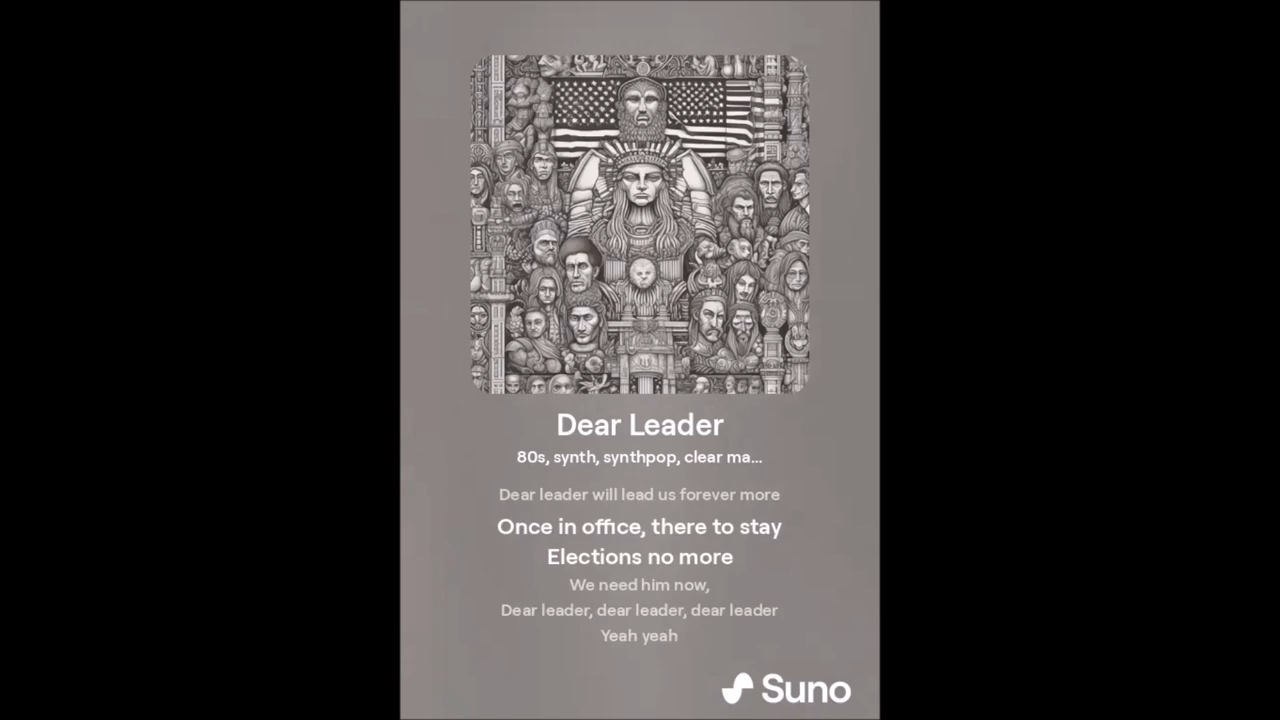 Dear Leader
80s, synth, synthpop, clear ma...
Dear leader will lead us forever more
Once in office, there to stay
Elections no more
We need him now,
Dear leader, dear leader, dear leader
Yeah yeah
Suno